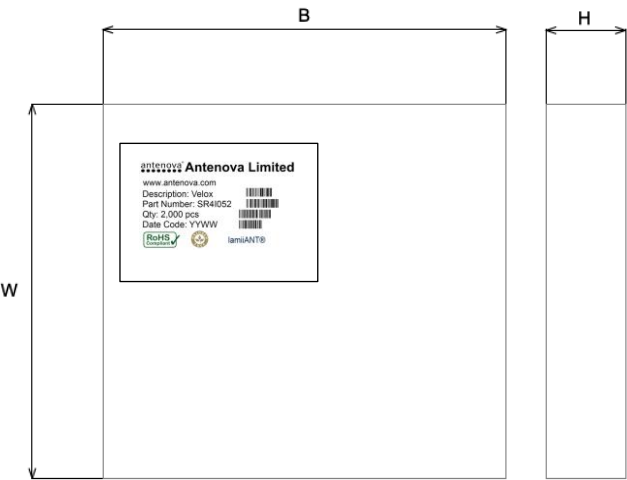 B
H
W
antenova® Antenova Limited
www.antenova.com
Description: Velox
Part Number: SR4I052
Qty: 2,000 pcs
Date Code: YYWW
RoHS
Compliant
lamiiANT®